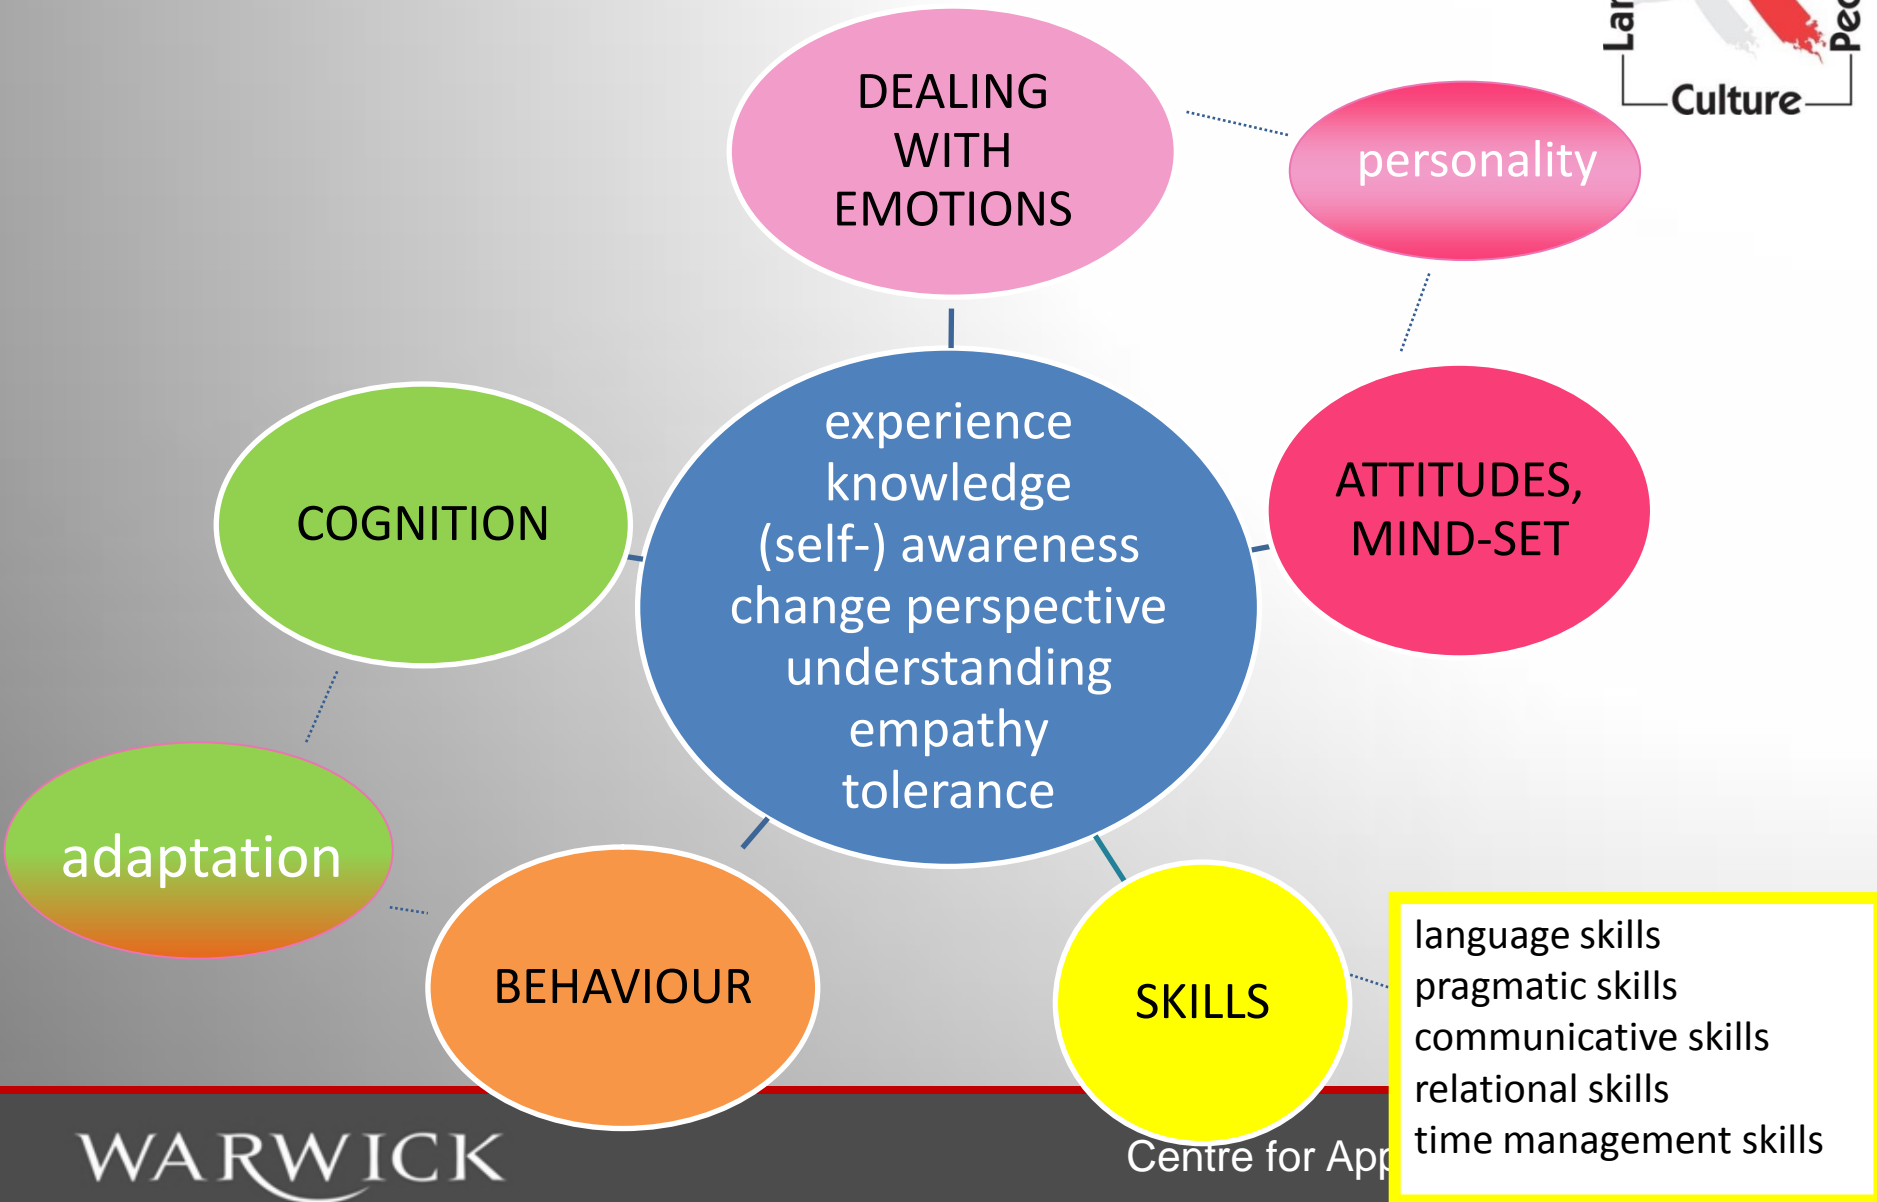 DEALING
WITH
EMOTIONS
personality
Culture
experience
knowledge
(self-) awareness
change perspective
understanding
empathy
tolerance
COGNITION
ATTITUDES,
MIND-SET
adaptation
BEHAVIOUR
SKILLS
language skills
pragmatic skills
communicative skills
relational skills
time management skills
WARWICK
Centre for App